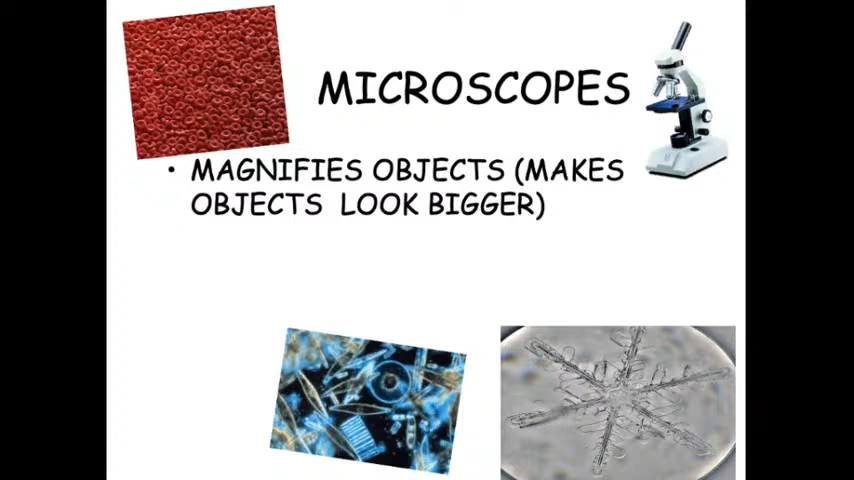 MICROSCOPES
• MAGNIFIES OBJECTS (MAKES
OBJECTS LOOK BIGGER)